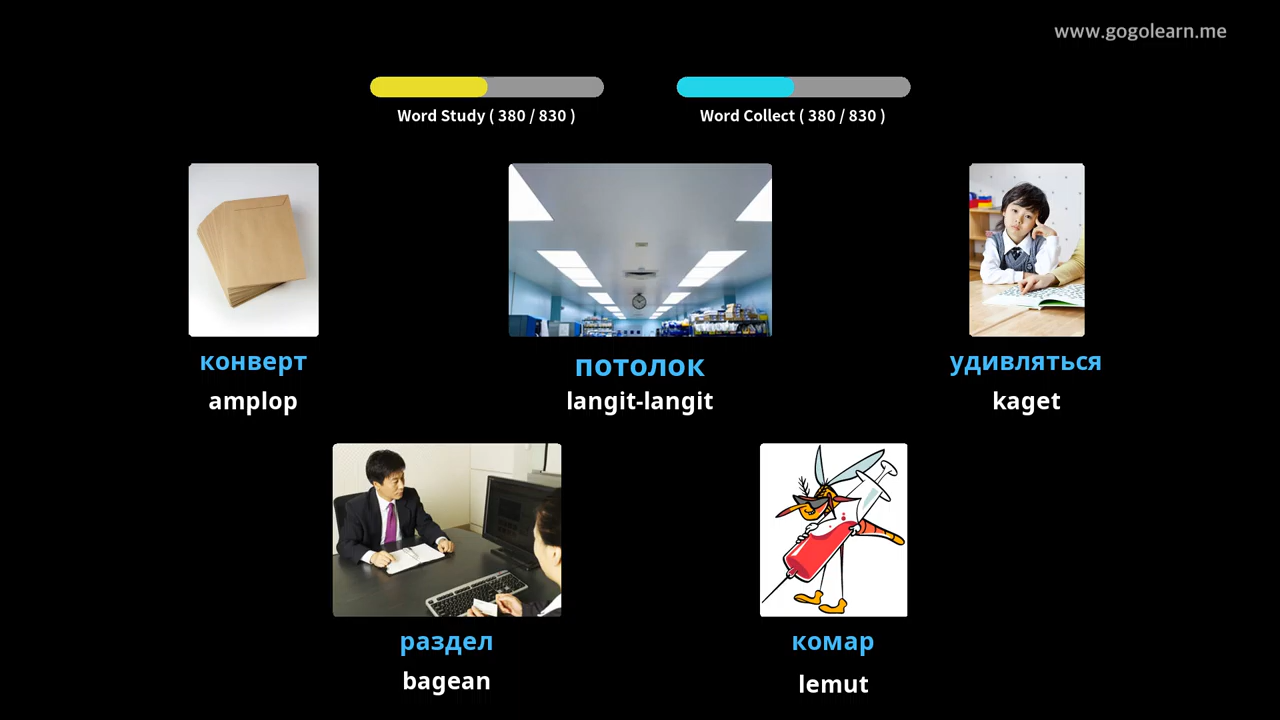 www.gogolearn.me
Word Study ( 380 / 830 )
Word Collect ( 380 / 830 )
конверт
amplop
потолок
langit-langit
удивляться
kaget
раздел
bagean
комар
lemut